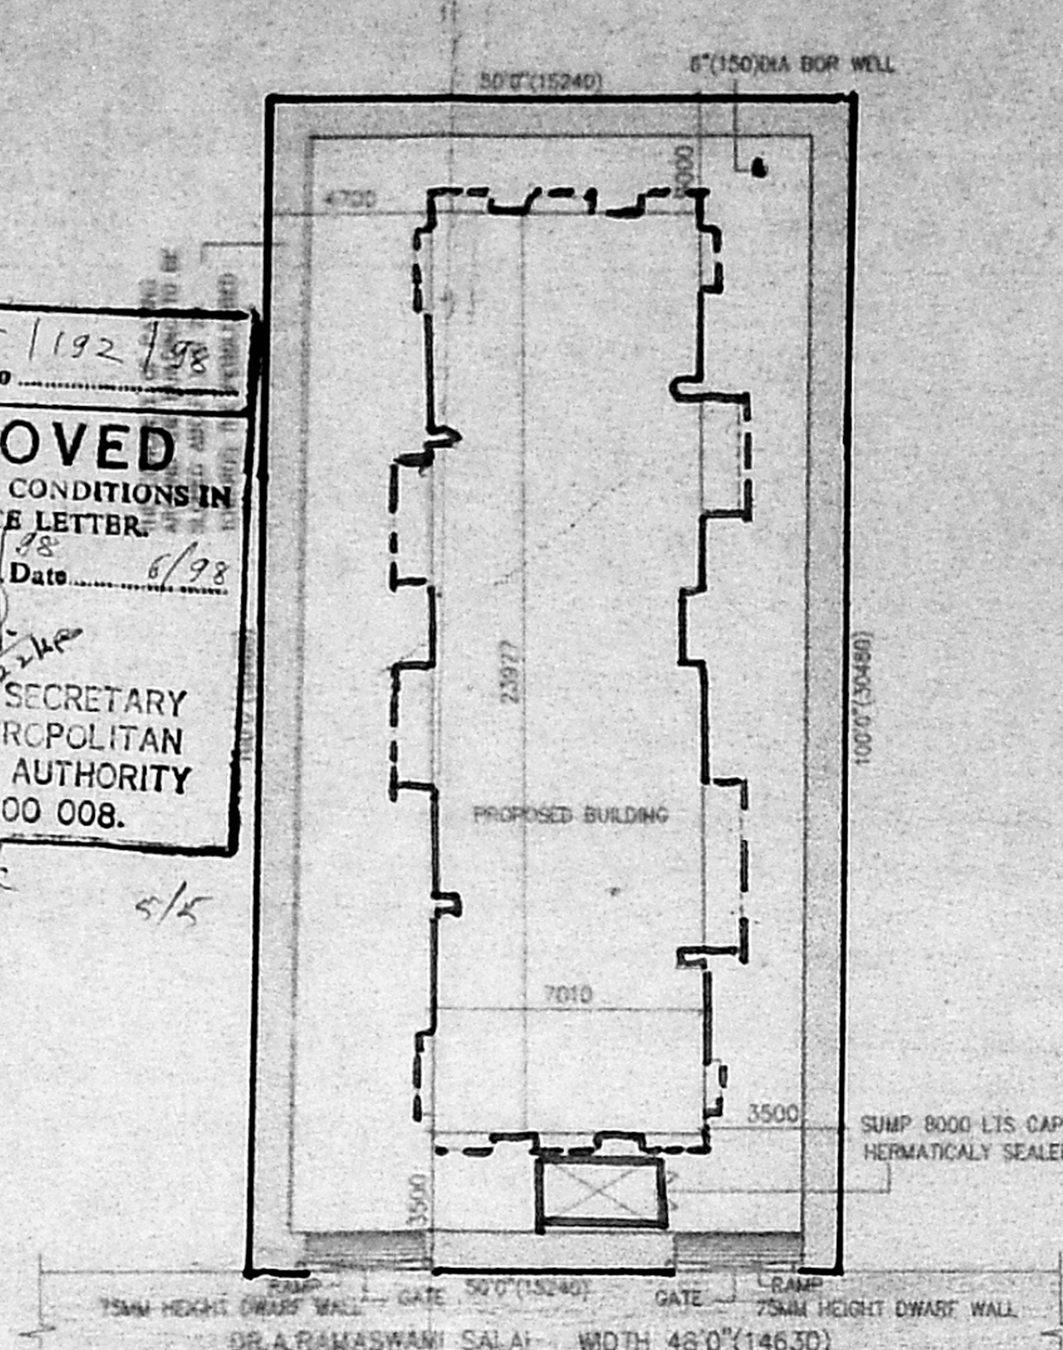 6"(150)DIA BOR WELL
50'0"(15240)
4700
/192/98
OVED
CONDITIONS IN
LETTER.
98
Date 6/98
SECRETARY
ROPOLITAN
AUTHORITY
00 008.
5/5
23977
100'0"(30480)
PROPOSED BUILDING
7010
3500
SUMP 8000 LTS CAP
HERMATICALY SEALE
3500
RAMP
GATE
50'0"(15240)
GATE
RAMP
75MM HEIGHT DWARF WALL
75MM HEIGHT DWARF WALL
DR.A.RAMASWAMI SALAI WIDTH 48'0"(14630)